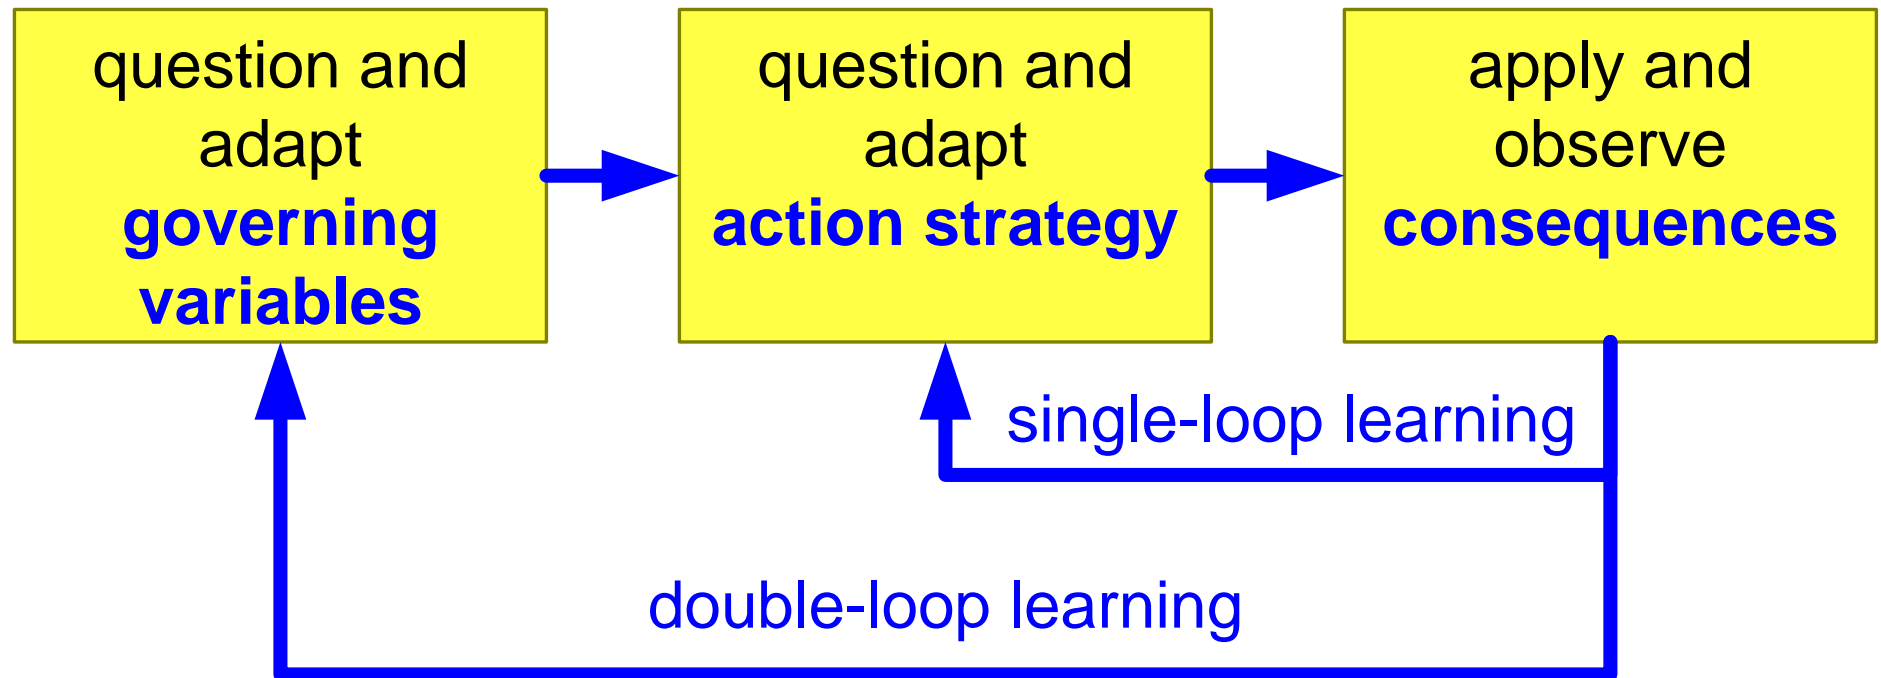 question and
adapt
governing
variables
question and
adapt
action strategy
apply and
observe
consequences
single-loop learning
double-loop learning